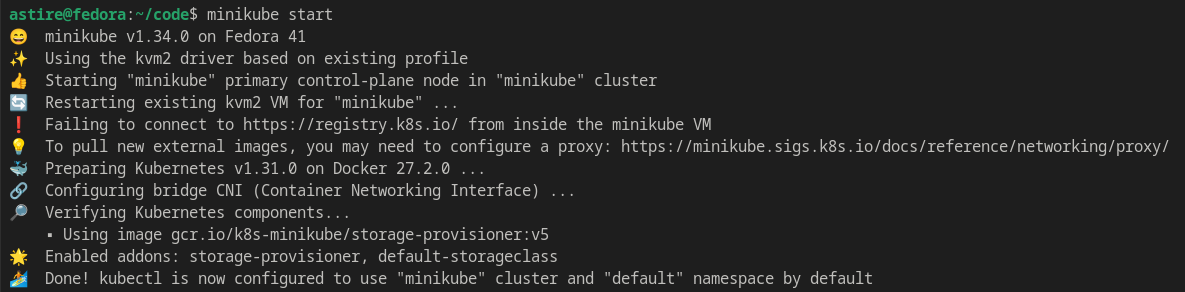 astire@fedora:~/code$ minikube start
😄 minikube v1.34.0 on Fedora 41
✨ Using the kvm2 driver based on existing profile
👍 Starting "minikube" primary control-plane node in "minikube" cluster
🔄 Restarting existing kvm2 VM for "minikube" ...
❗ Failing to connect to https://registry.k8s.io/ from inside the minikube VM
💡 To pull new external images, you may need to configure a proxy: https://minikube.sigs.k8s.io/docs/reference/networking/proxy/
🐳 Preparing Kubernetes v1.31.0 on Docker 27.2.0 ...
🔗 Configuring bridge CNI (Container Networking Interface) ...
🔎 Verifying Kubernetes components...
▪ Using image gcr.io/k8s-minikube/storage-provisioner:v5
🌟 Enabled addons: storage-provisioner, default-storageclass
🏄 Done! kubectl is now configured to use "minikube" cluster and "default" namespace by default